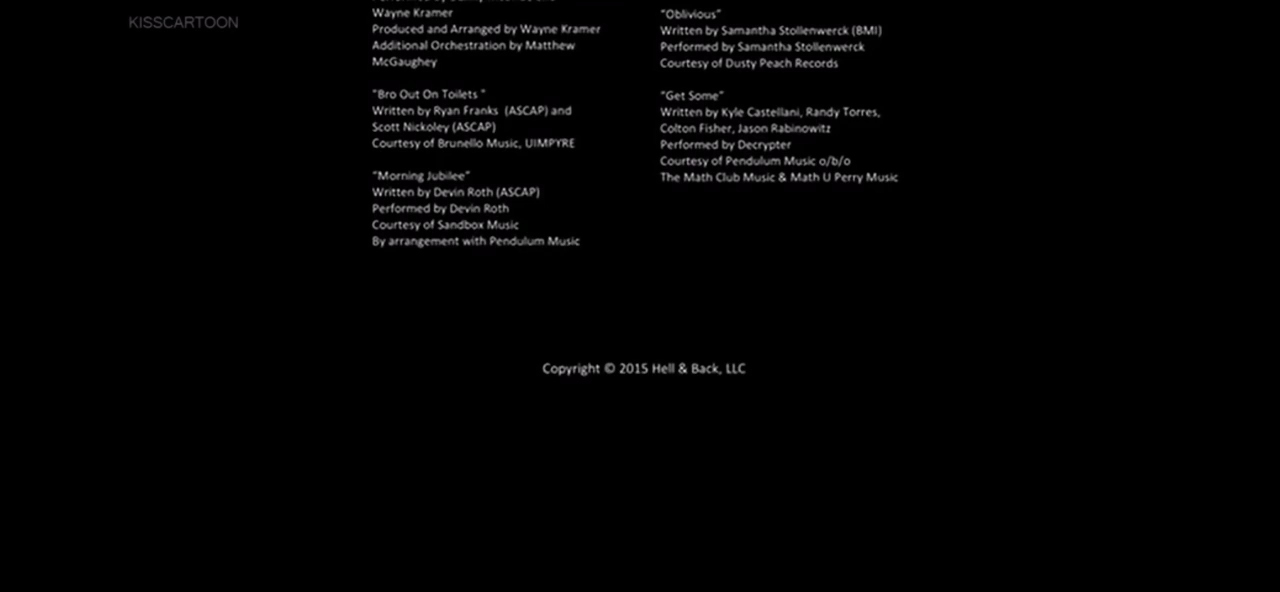 KISSCARTOON
Wayne Kramer
Produced and Arranged by Wayne Kramer
Additional Orchestration by Matthew
McGaughey
"Bro Out On Toilets "
Written by Ryan Franks (ASCAP) and
Scott Nickoley (ASCAP)
Courtesy of Brunello Music, UIMPYRE
"Morning Jubilee"
Written by Devin Roth (ASCAP)
Performed by Devin Roth
Courtesy of Sandbox Music
By arrangement with Pendulum Music
"Oblivious"
Written by Samantha Stollenwerck (BMI)
Performed by Samantha Stollenwerck
Courtesy of Dusty Peach Records
"Get Some"
Written by Kyle Castellani, Randy Torres,
Colton Fisher, Jason Rabinowitz
Performed by Decrypter
Courtesy of Pendulum Music o/b/o
The Math Club Music & Math U Perry Music
Copyright © 2015 Hell & Back, LLC